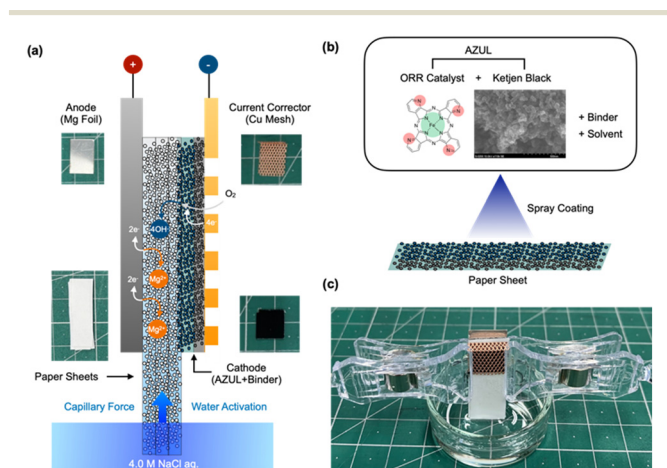 (a)
+
-
Anode
(Mg Foil)
Current Corrector
(Cu Mesh)
O₂
4OH⁻
4e⁻
2e⁻
Mg²⁺
2e⁻
Mg²⁺
Paper Sheets
Cathode
(AZUL+Binder)
Capillary Force
Water Activation
4.0 M NaCl aq.
(b)
AZUL
ORR Catalyst + Ketjen Black
+ Binder
+ Solvent
Spray Coating
Paper Sheet
(c)